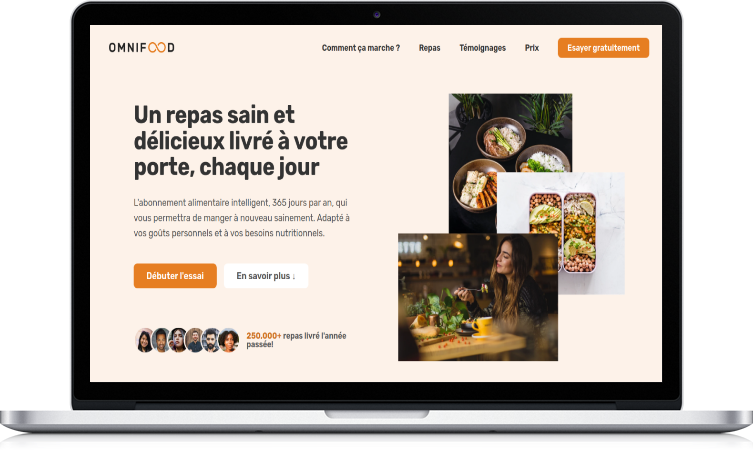 OMNIFOOD
Comment ça marche ? Repas Témoignages Prix Esayer gratuitement
Un repas sain et
délicieux livré à votre
porte, chaque jour
L'abonnement alimentaire intelligent, 365 jours par an, qui
vous permettra de manger à nouveau sainement. Adapté à
vos goûts personnels et à vos besoins nutritionnels.
Débuter l'essai En savoir plus ↓
250.000+ repas livré l'année
passée!